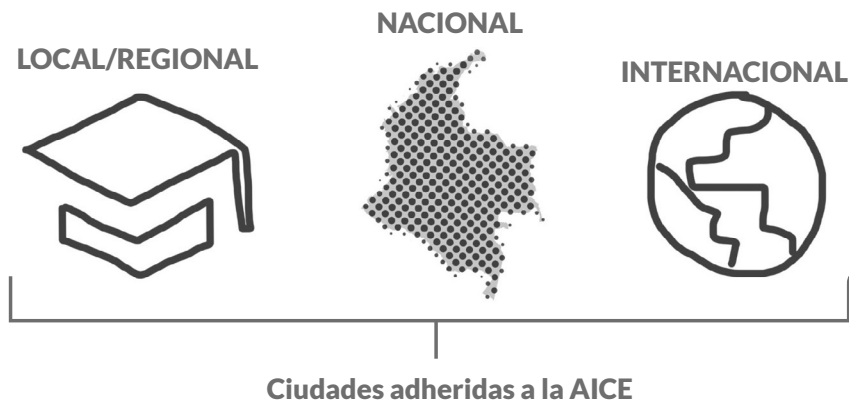 NACIONAL
LOCAL/REGIONAL
INTERNACIONAL
Ciudades adheridas a la AICE